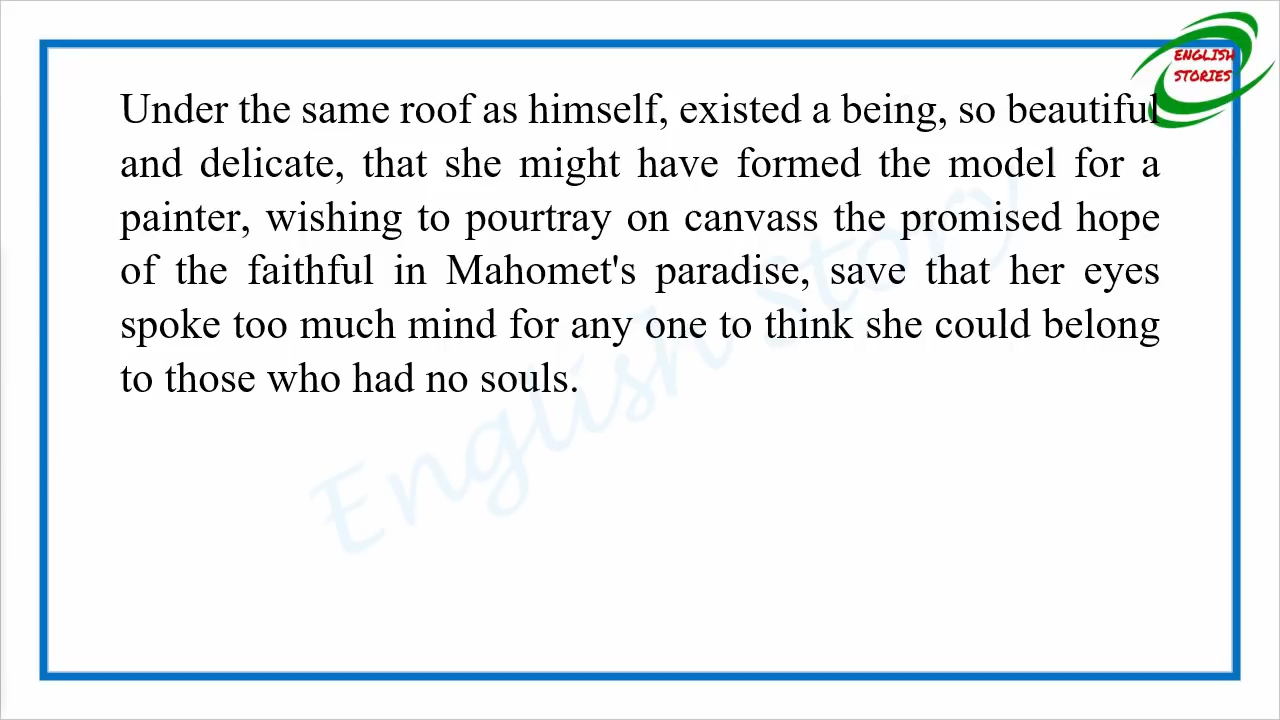 ENGLISH
STORIES
Under the same roof as himself, existed a being, so beautiful
and delicate, that she might have formed the model for a
painter, wishing to pourtray on canvass the promised hope
of the faithful in Mahomet's paradise, save that her eyes
spoke too much mind for any one to think she could belong
to those who had no souls.
English Story